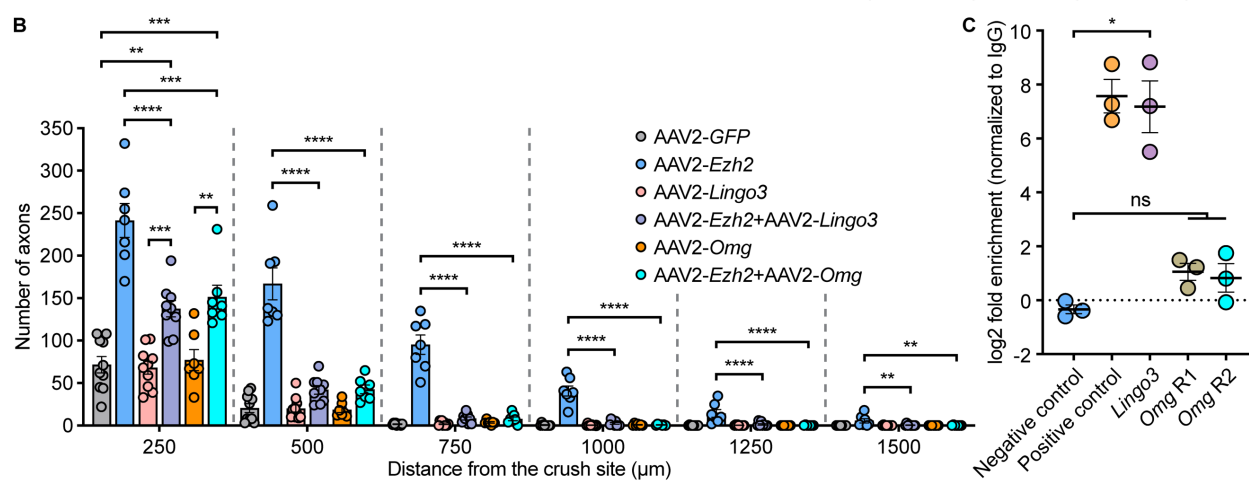 B
***
**
***
****
***
**
****
****
****
****
****
****
****
****
**
**
Number of axons
350
300
250
200
150
100
50
0
250
500
750
1000
1250
1500
Distance from the crush site (μm)
AAV2-GFP
AAV2-Ezh2
AAV2-Lingo3
AAV2-Ezh2+AAV2-Lingo3
AAV2-Omg
AAV2-Ezh2+AAV2-Omg
C
*
ns
log2 fold enrichment (normalized to IgG)
10
8
6
4
2
0
-2
Negative control
Positive control
Lingo3
Omg R1
Omg R2